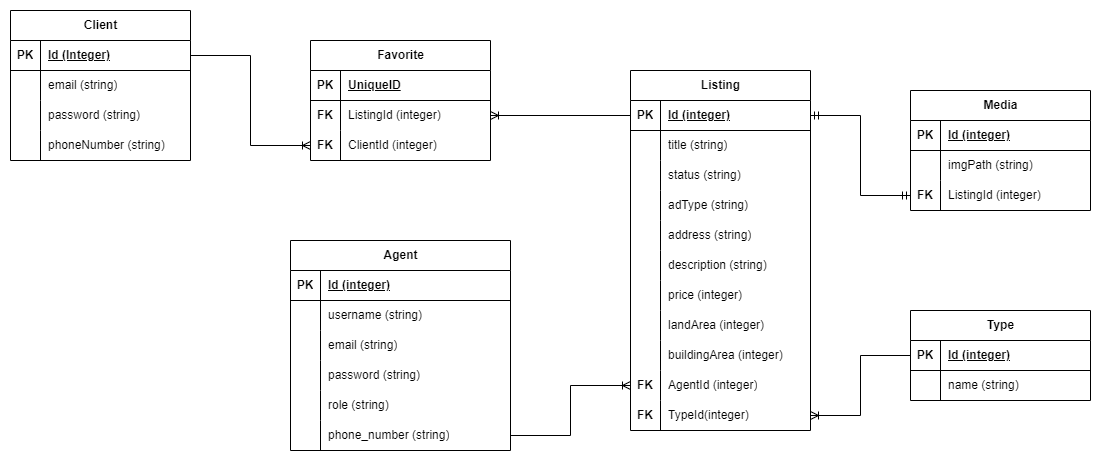 Client
PK Id (Integer)
email (string)
password (string)
phoneNumber (string)
Favorite
PK UniqueID
FK ListingId (integer)
FK ClientId (integer)
Listing
PK Id (integer)
title (string)
status (string)
adType (string)
address (string)
description (string)
price (integer)
landArea (integer)
buildingArea (integer)
FK AgentId (integer)
FK TypeId(integer)
Media
PK Id (integer)
imgPath (string)
FK ListingId (integer)
Agent
PK Id (integer)
username (string)
email (string)
password (string)
role (string)
phone_number (string)
Type
PK Id (integer)
name (string)